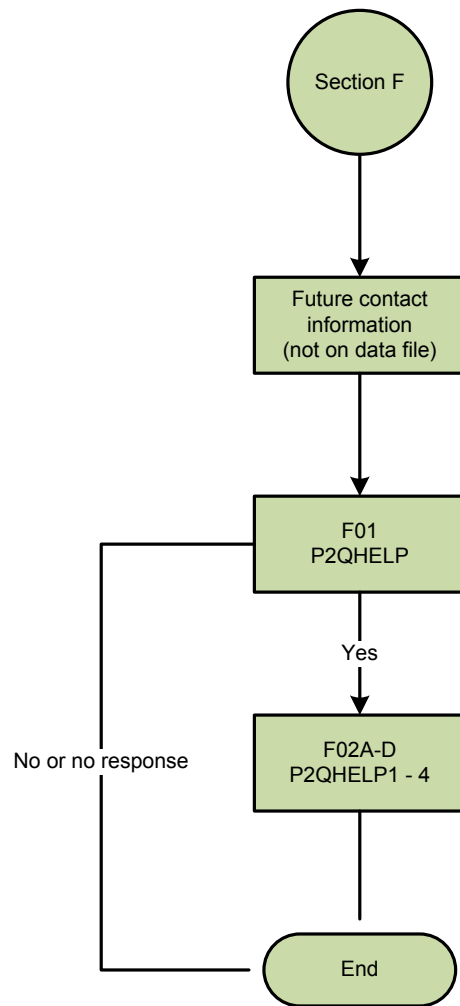 Section F
Future contact
information
(not on data file)
F01
P2QHELP
Yes
F02A-D
P2QHELP1 - 4
No or no response
End